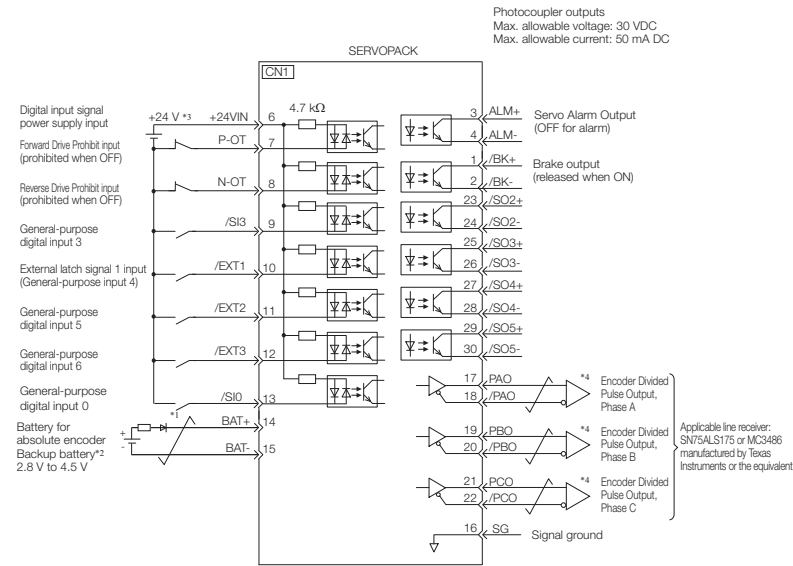 Photocoupler outputs
Max. allowable voltage: 30 VDC
Max. allowable current: 50 mA DC
SERVOPACK
CN1
Digital input signal
power supply input
+24 V *3
+24VIN
6
4.7 kΩ
3
ALM+
Servo Alarm Output
(OFF for alarm)
4
ALM-
Forward Drive Prohibit input
(prohibited when OFF)
P-OT
7
1
/BK+
Brake output
(released when ON)
2
/BK-
Reverse Drive Prohibit input
(prohibited when OFF)
N-OT
8
23
/SO2+
24
/SO2-
General-purpose
digital input 3
/SI3
9
25
/SO3+
26
/SO3-
External latch signal 1 input
(General-purpose input 4)
/EXT1
10
27
/SO4+
28
/SO4-
General-purpose
digital input 5
/EXT2
11
29
/SO5+
30
/SO5-
General-purpose
digital input 6
/EXT3
12
General-purpose
digital input 0
/SI0
13
17
PAO
18
/PAO
*4
Encoder Divided
Pulse Output,
Phase A
*1
Battery for
absolute encoder
Backup battery*2
2.8 V to 4.5 V
+
-
BAT+
14
BAT-
15
19
PBO
20
/PBO
*4
Encoder Divided
Pulse Output,
Phase B
Applicable line receiver:
SN75ALS175 or MC3486
manufactured by Texas
Instruments or the equivalent
21
PCO
22
/PCO
*4
Encoder Divided
Pulse Output,
Phase C
16
SG
Signal ground